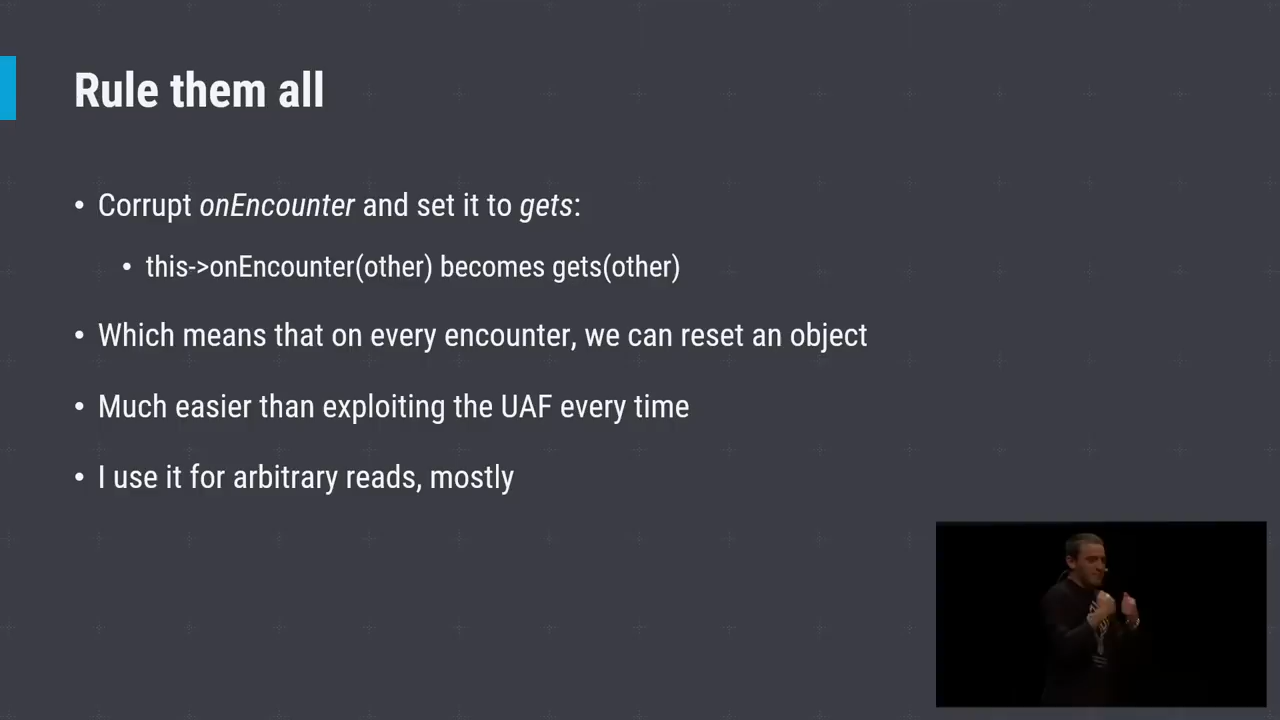 Rule them all
• Corrupt onEncounter and set it to gets:
• this->onEncounter(other) becomes gets(other)
• Which means that on every encounter, we can reset an object
• Much easier than exploiting the UAF every time
• I use it for arbitrary reads, mostly